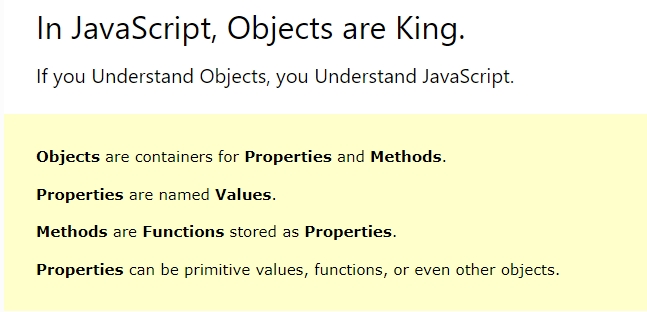 In JavaScript, Objects are King.
If you Understand Objects, you Understand JavaScript.
Objects are containers for Properties and Methods.
Properties are named Values.
Methods are Functions stored as Properties.
Properties can be primitive values, functions, or even other objects.